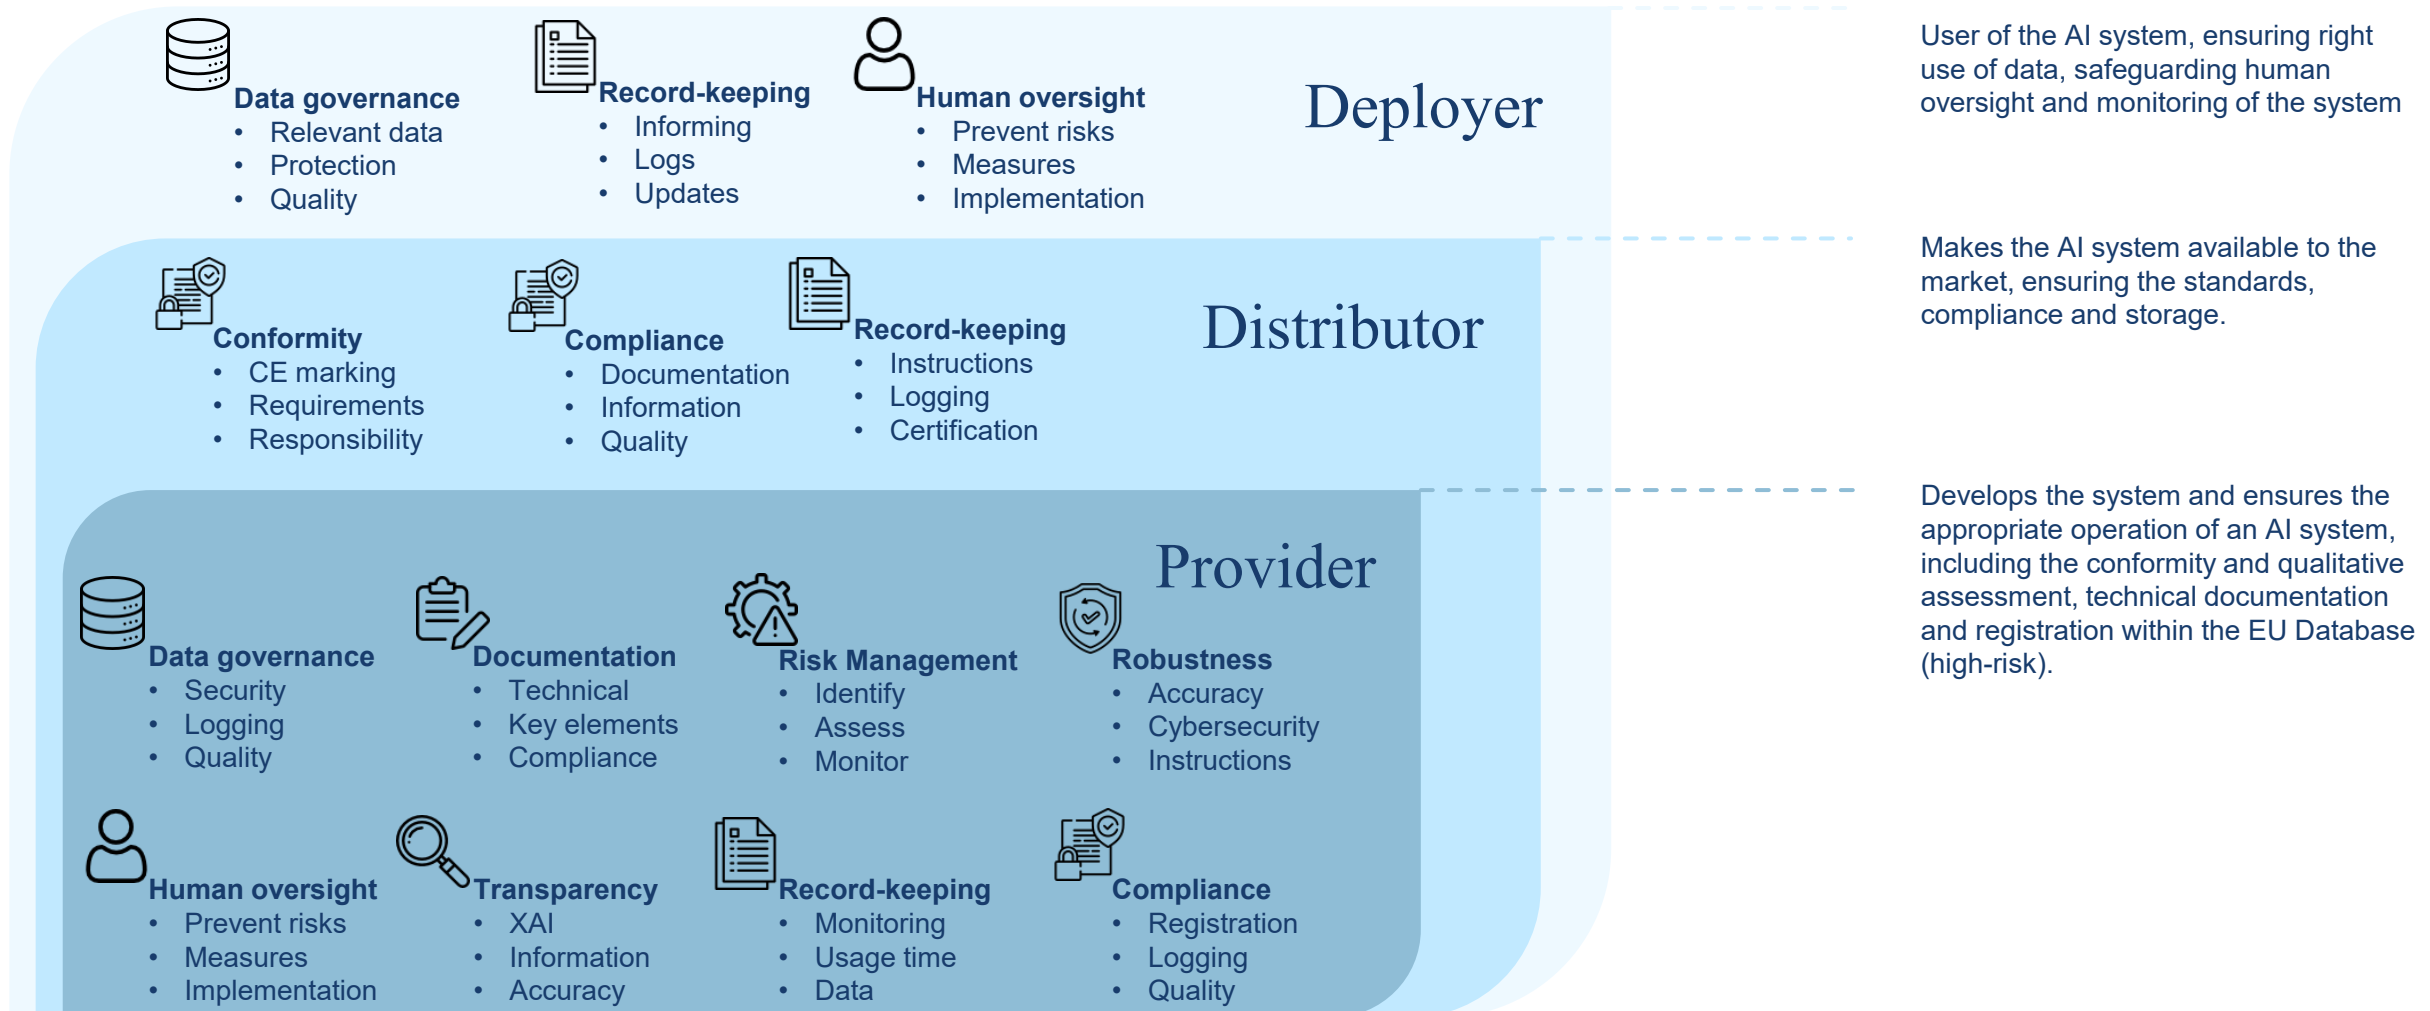 Deployer
Data governance
• Relevant data
• Protection
• Quality
Record-keeping
• Informing
• Logs
• Updates
Human oversight
• Prevent risks
• Measures
• Implementation
User of the AI system, ensuring right
use of data, safeguarding human
oversight and monitoring of the system
Distributor
Conformity
• CE marking
• Requirements
• Responsibility
Compliance
• Documentation
• Information
• Quality
Record-keeping
• Instructions
• Logging
• Certification
Makes the AI system available to the
market, ensuring the standards,
compliance and storage.
Provider
Data governance
• Security
• Logging
• Quality
Documentation
• Technical
• Key elements
• Compliance
Risk Management
• Identify
• Assess
• Monitor
Robustness
• Accuracy
• Cybersecurity
• Instructions
Human oversight
• Prevent risks
• Measures
• Implementation
Transparency
• XAI
• Information
• Accuracy
Record-keeping
• Monitoring
• Usage time
• Data
Compliance
• Registration
• Logging
• Quality
Develops the system and ensures the
appropriate operation of an AI system,
including the conformity and qualitative
assessment, technical documentation
and registration within the EU Database
(high-risk).